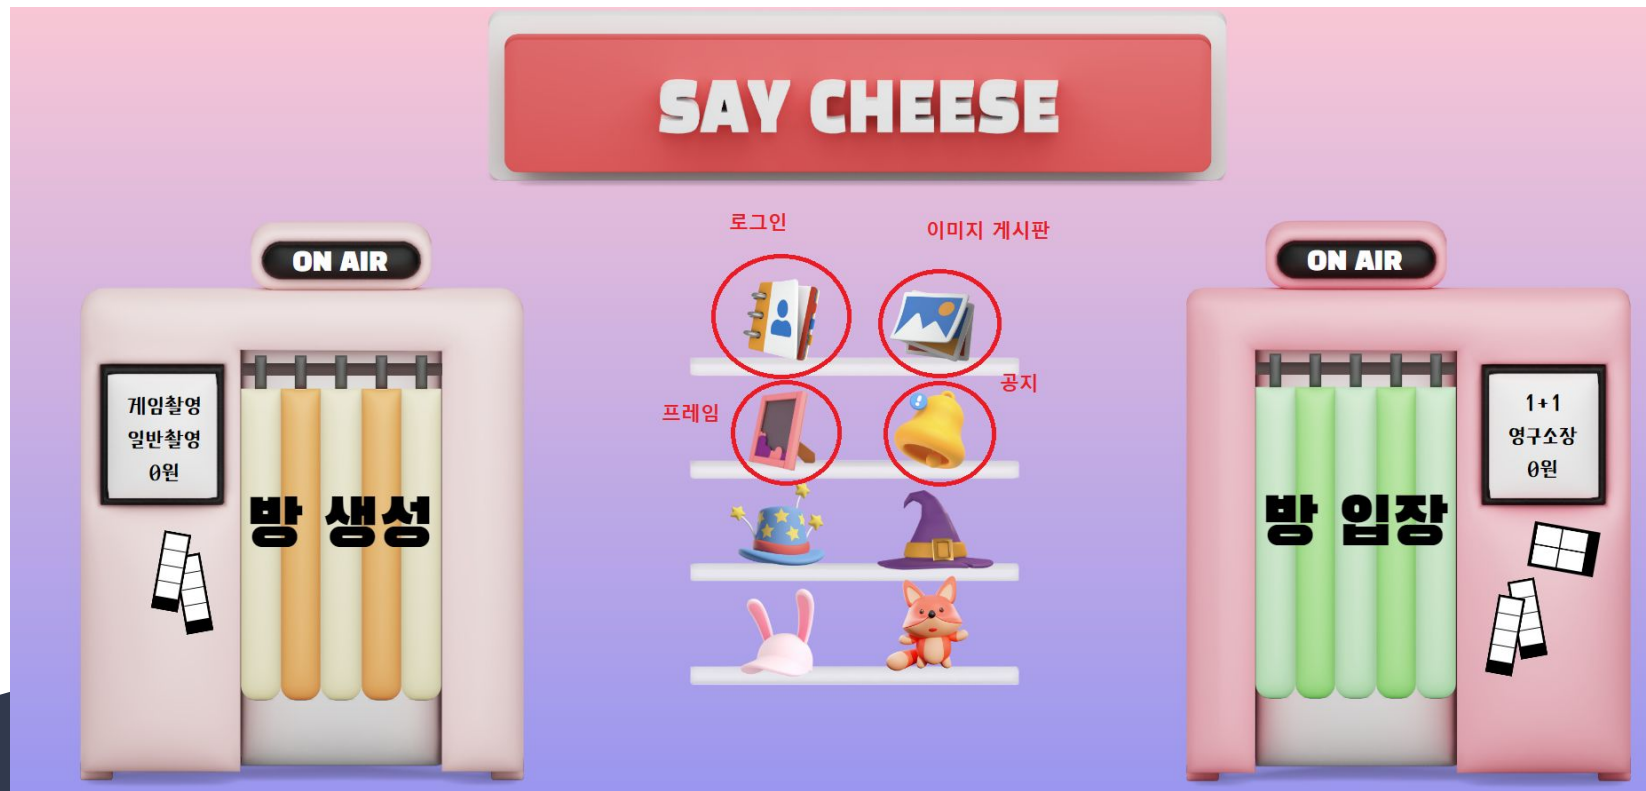 SAY CHEESE
로그인
이미지 게시판
ON AIR
ON AIR
공지
프레임
게임촬영
일반촬영
0원
방 생성
1+1
영구소장
0원
방 입장